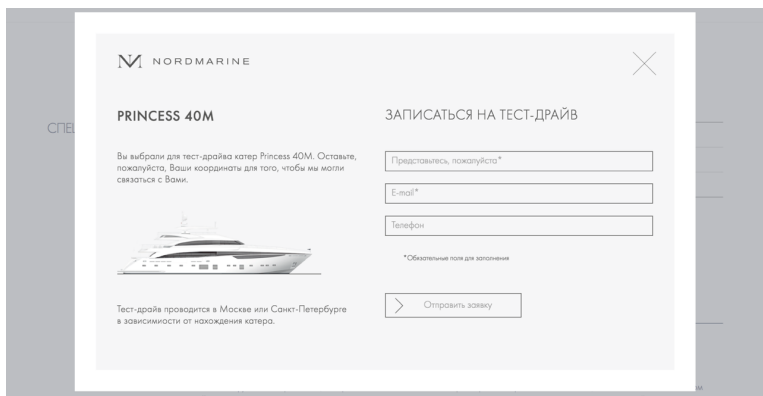 NORDMARINE
СПЕЦ
PRINCESS 40M
Вы выбрали для тест-драйва катер Princess 40M. Оставьте,
пожалуйста, Ваши координаты для того, чтобы мы могли
связаться с Вами.
Тест-драйв проводится в Москве или Санкт-Петербурге
в зависимости от нахождения катера.
ЗАПИСАТЬСЯ НА ТЕСТ-ДРАЙВ
Представьтесь, пожалуйста*
E-mail*
Телефон
*Обязательные поля для заполнения
Отправить заявку